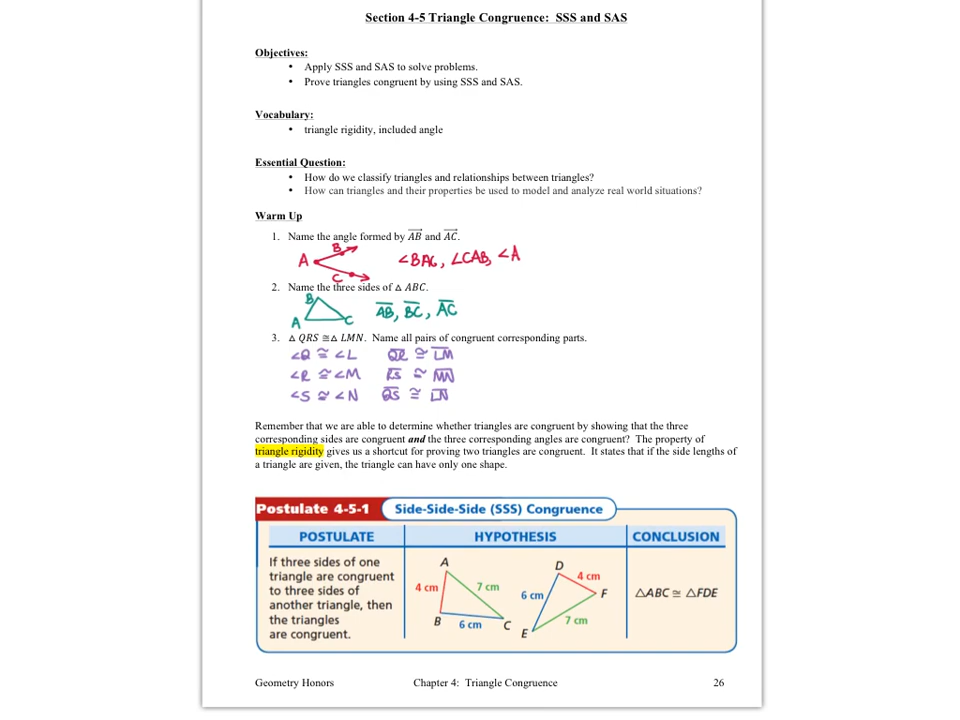 Section 4-5 Triangle Congruence:  SSS and SAS
Objectives:
• Apply SSS and SAS to solve problems.
• Prove triangles congruent by using SSS and SAS.
Vocabulary:
• triangle rigidity, included angle
Essential Question:
• How do we classify triangles and relationships between triangles?
• How can triangles and their properties be used to model and analyze real world situations?
Warm Up
1. Name the angle formed by AB and AC.
B
A ∠BAC, ∠CAB, ∠A
C
2. Name the three sides of △ ABC.
B
A C AB, BC, AC
3. △ QRS ≅△ LMN.  Name all pairs of congruent corresponding parts.
∠Q ≅ ∠L QR ≅ LM
∠R ≅ ∠M RS ≅ MN
∠S ≅ ∠N QS ≅ LN
Remember that we are able to determine whether triangles are congruent by showing that the three
corresponding sides are congruent and the three corresponding angles are congruent?  The property of
triangle rigidity gives us a shortcut for proving two triangles are congruent.  It states that if the side lengths of
a triangle are given, the triangle can have only one shape.
Postulate 4-5-1 Side-Side-Side (SSS) Congruence
POSTULATE HYPOTHESIS CONCLUSION
If three sides of one
triangle are congruent
to three sides of
another triangle, then
the triangles
are congruent.
A
4 cm 7 cm
B 6 cm C
D
4 cm
6 cm F
7 cm
E
△ABC ≅ △FDE
Geometry Honors Chapter 4:  Triangle Congruence 26